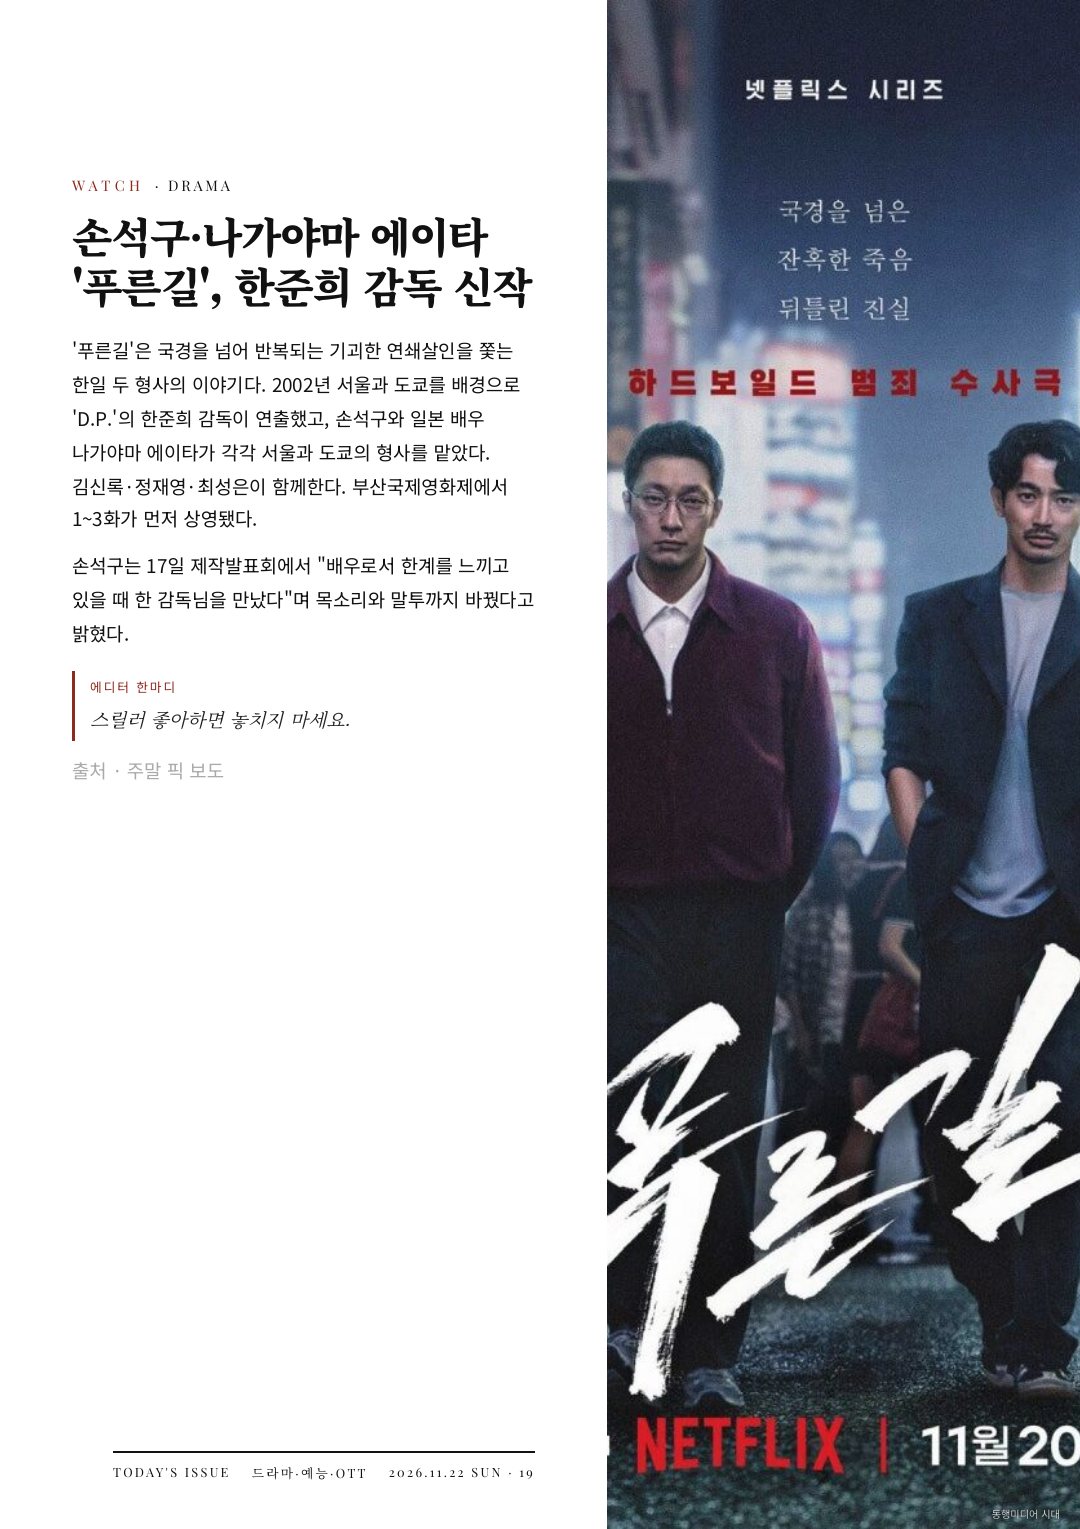 WATCH · DRAMA
손석구·나가야마 에이타
'푸른길', 한준희 감독 신작
'푸른길'은 국경을 넘어 반복되는 기괴한 연쇄살인을 쫓는
한일 두 형사의 이야기다. 2002년 서울과 도쿄를 배경으로
'D.P.'의 한준희 감독이 연출했고, 손석구와 일본 배우
나가야마 에이타가 각각 서울과 도쿄의 형사를 맡았다.
김신록·정재영·최성은이 함께한다. 부산국제영화제에서
1~3화가 먼저 상영됐다.
손석구는 17일 제작발표회에서 "배우로서 한계를 느끼고
있을 때 한 감독님을 만났다"며 목소리와 말투까지 바꿨다고
밝혔다.
에디터 한마디
스릴러 좋아하면 놓치지 마세요.
출처 · 주말 픽 보도
TODAY'S ISSUE 드라마·예능·OTT 2026.11.22 SUN · 19
넷플릭스 시리즈
국경을 넘은
잔혹한 죽음
뒤틀린 진실
하드보일드 범죄 수사극
푸른길
NETFLIX | 11월 20
동행미디어 시대